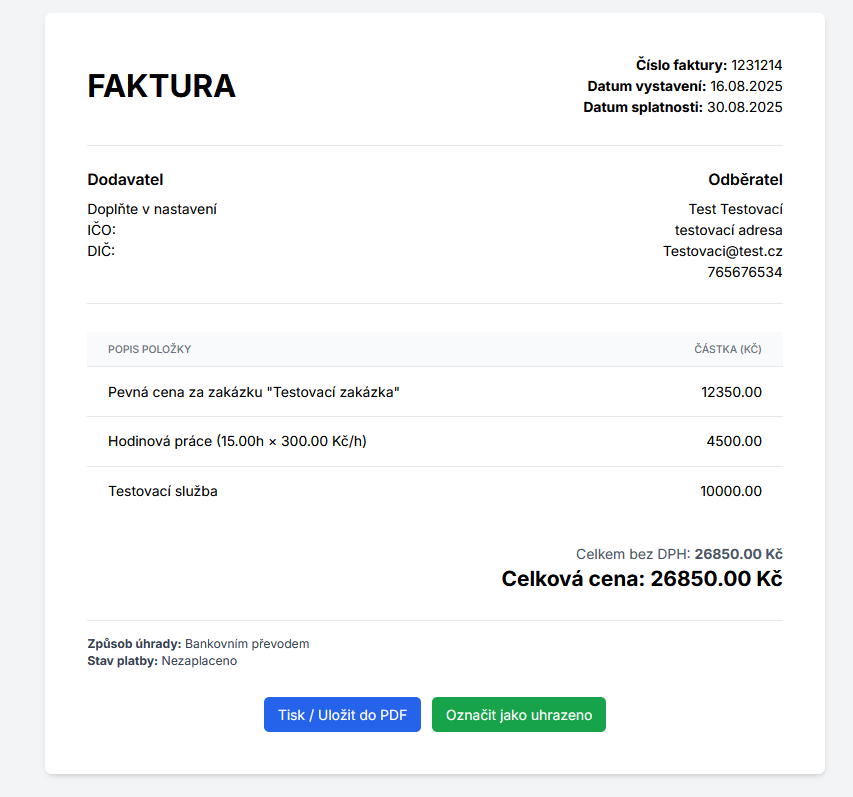 FAKTURA
Číslo faktury: 1231214
Datum vystavení: 16.08.2025
Datum splatnosti: 30.08.2025
Dodavatel
Doplňte v nastavení
IČO:
DIČ:
Odběratel
Test Testovací
testovací adresa
Testovaci@test.cz
765676534
POPIS POLOŽKY ČÁSTKA (KČ)
Pevná cena za zakázku "Testovací zakázka" 12350.00
Hodinová práce (15.00h × 300.00 Kč/h) 4500.00
Testovací služba 10000.00
Celkem bez DPH: 26850.00 Kč
Celková cena: 26850.00 Kč
Způsob úhrady: Bankovním převodem
Stav platby: Nezaplaceno
Tisk / Uložit do PDF Označit jako uhrazeno